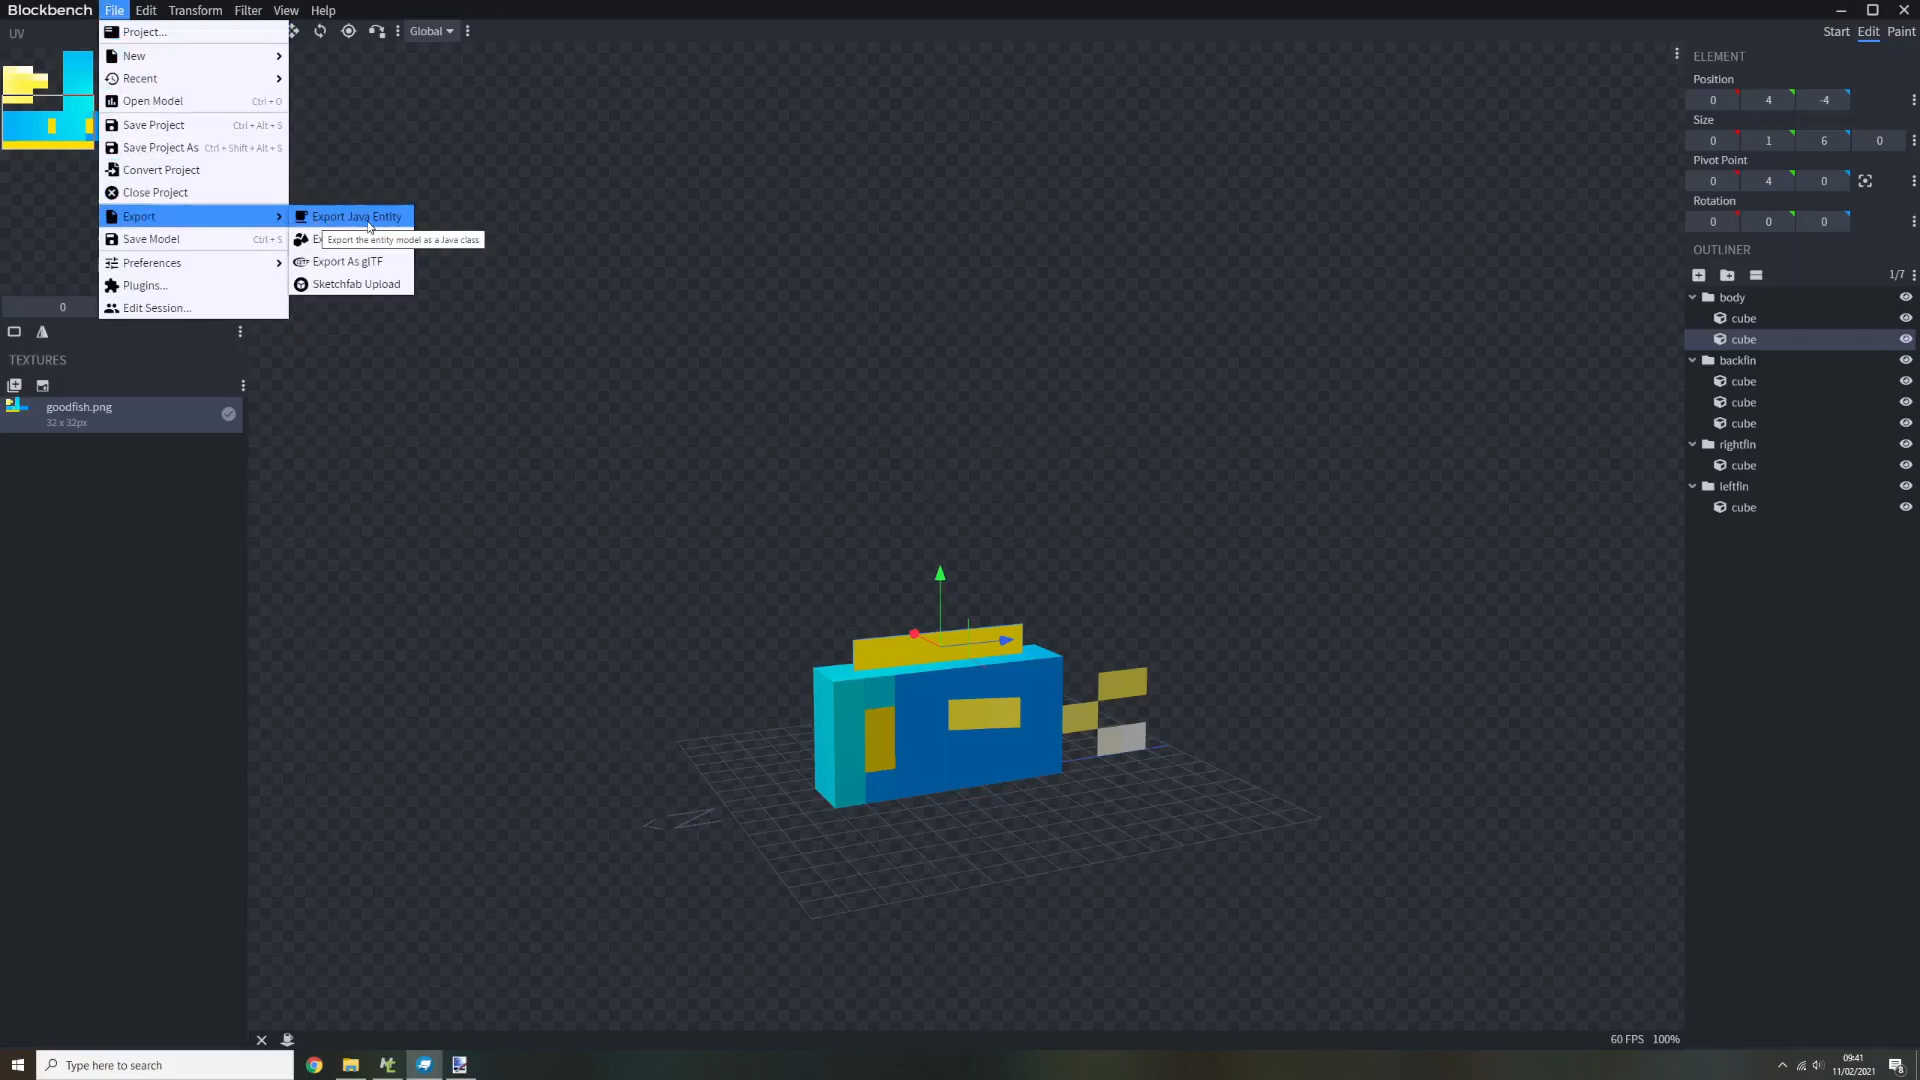 Blockbench File Edit Transform Filter View Help
UV
Global
Start Edit Paint
Project...
New
Recent
Open Model Ctrl + O
Save Project Ctrl + Alt + S
Save Project As Ctrl + Shift + Alt + S
Convert Project
Close Project
Export
Save Model Ctrl + S
Preferences
Plugins...
Edit Session...
Export Java Entity
Ex
Export the entity model as a Java class
Export As glTF
Sketchfab Upload
0
TEXTURES
goodfish.png
32 x 32px
ELEMENT
Position
0 4 -4
Size
0 1 6 0
Pivot Point
0 4 0
Rotation
0 0 0
OUTLINER
1/7
body
cube
cube
backfin
cube
cube
cube
rightfin
cube
leftfin
cube
60 FPS 100%
Type here to search
09:41
11/02/2021
8